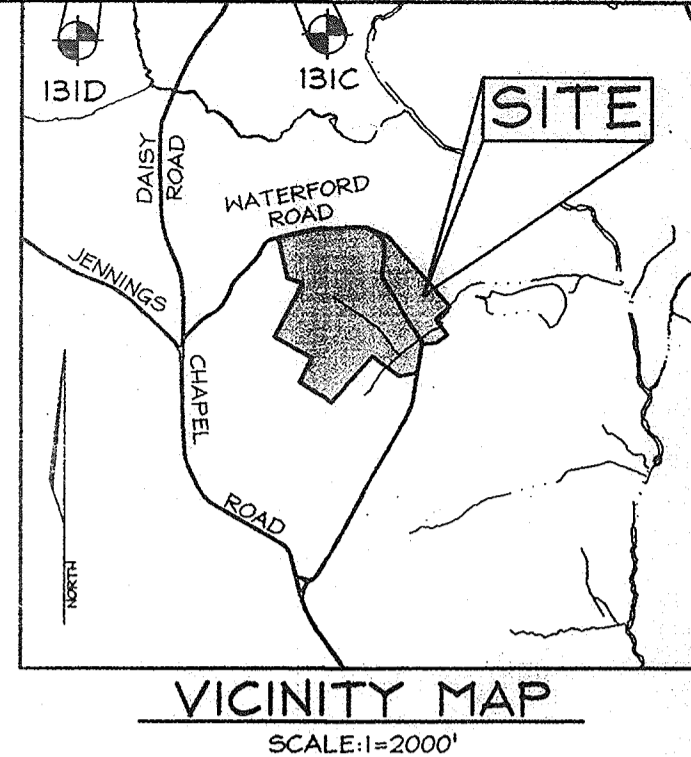 131D
131C
SITE
DAISY
ROAD
WATERFORD
ROAD
JENNINGS
CHAPEL
ROAD
NORTH
VICINITY MAP
SCALE:1=2000'